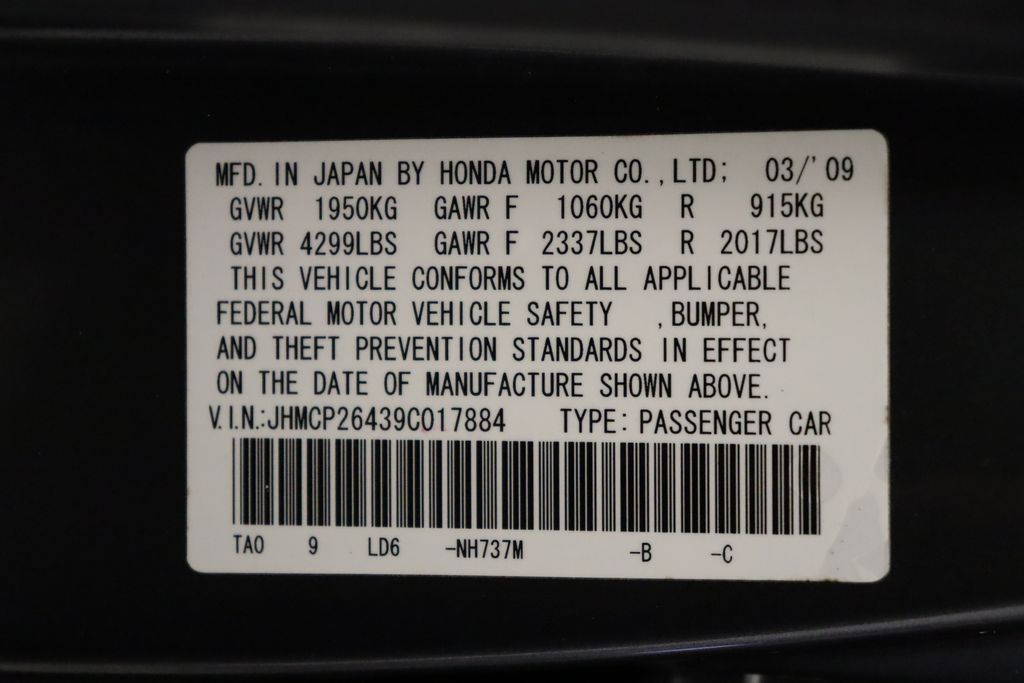 MFD. IN JAPAN BY HONDA MOTOR CO.,LTD; 03/'09
GVWR 1950KG GAWR F 1060KG R 915KG
GVWR 4299LBS GAWR F 2337LBS R 2017LBS
THIS VEHICLE CONFORMS TO ALL APPLICABLE
FEDERAL MOTOR VEHICLE SAFETY ,BUMPER,
AND THEFT PREVENTION STANDARDS IN EFFECT
ON THE DATE OF MANUFACTURE SHOWN ABOVE.
V.I.N.:JHMCP26439C017884 TYPE: PASSENGER CAR
TA0 9 LD6 -NH737M -B -C